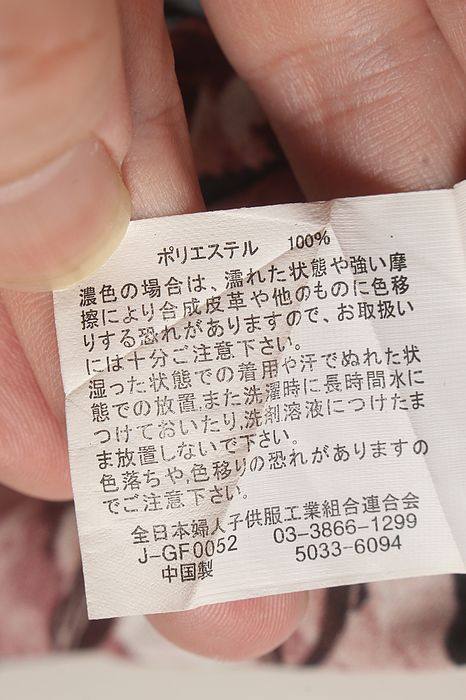 ポリエステル 100%
濃色の場合は、濡れた状態や強い摩
擦により合成皮革や他のものに色移
りする恐れがありますので、お取扱い
には十分ご注意下さい。
湿った状態での着用や汗でぬれた状
態での放置,また洗濯時に長時間水に
つけておいたり,洗剤溶液につけたま
ま放置しないで下さい。
色落ちや,色移りの恐れがありますの
でご注意下さい。
全日本婦人子供服工業組合連合会
J-GF0052 03-3866-1299
中国製 5033-6094